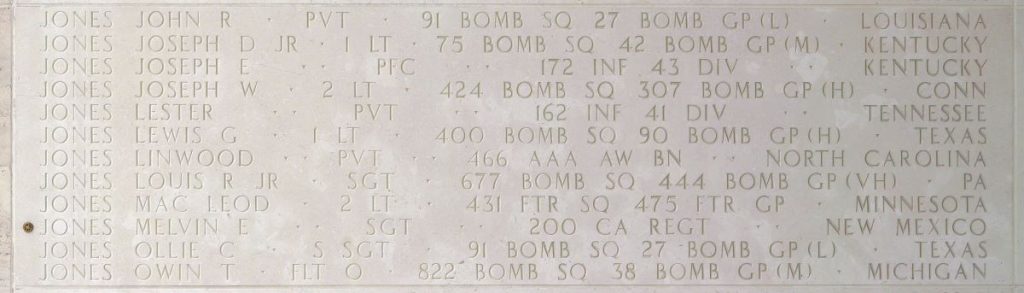 JONES JOHN R · PVT · 91 BOMB SQ 27 BOMB GP (L) · LOUISIANA
JONES JOSEPH D JR · 1 LT · 75 BOMB SQ 42 BOMB GP (M) · KENTUCKY
JONES JOSEPH E · · PFC · · 172 INF 43 DIV · · KENTUCKY
JONES JOSEPH W · 2 LT · 424 BOMB SQ 307 BOMB GP (H) · CONN
JONES LESTER · · PVT · · 162 INF 41 DIV · · TENNESSEE
JONES LEWIS G · 1 LT · 400 BOMB SQ 90 BOMB GP (H) · TEXAS
JONES LINWOOD · · PVT · · 466 AAA AW BN · · NORTH CAROLINA
JONES LOUIS R JR · SGT · 677 BOMB SQ 444 BOMB GP (VH) · PA
JONES MAC LEOD · 2 LT · 431 FTR SQ 475 FTR GP · MINNESOTA
JONES MELVIN E · · SGT · · 200 CA REGT · · NEW MEXICO
JONES OLLIE C · S SGT · 91 BOMB SQ 27 BOMB GP (L) · TEXAS
JONES OWIN T · FLT O · 822 BOMB SQ 38 BOMB GP (M) · MICHIGAN